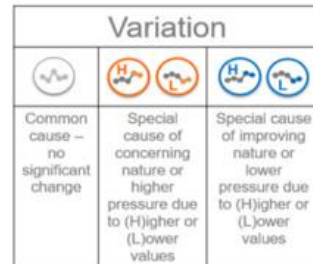 Variation
H L H L
Common
cause –
no
significant
change
Special
cause of
concerning
nature or
higher
pressure due
to (H)igher or
(L)ower
values
Special cause
of improving
nature or
lower
pressure due
to (H)igher or
(L)ower
values